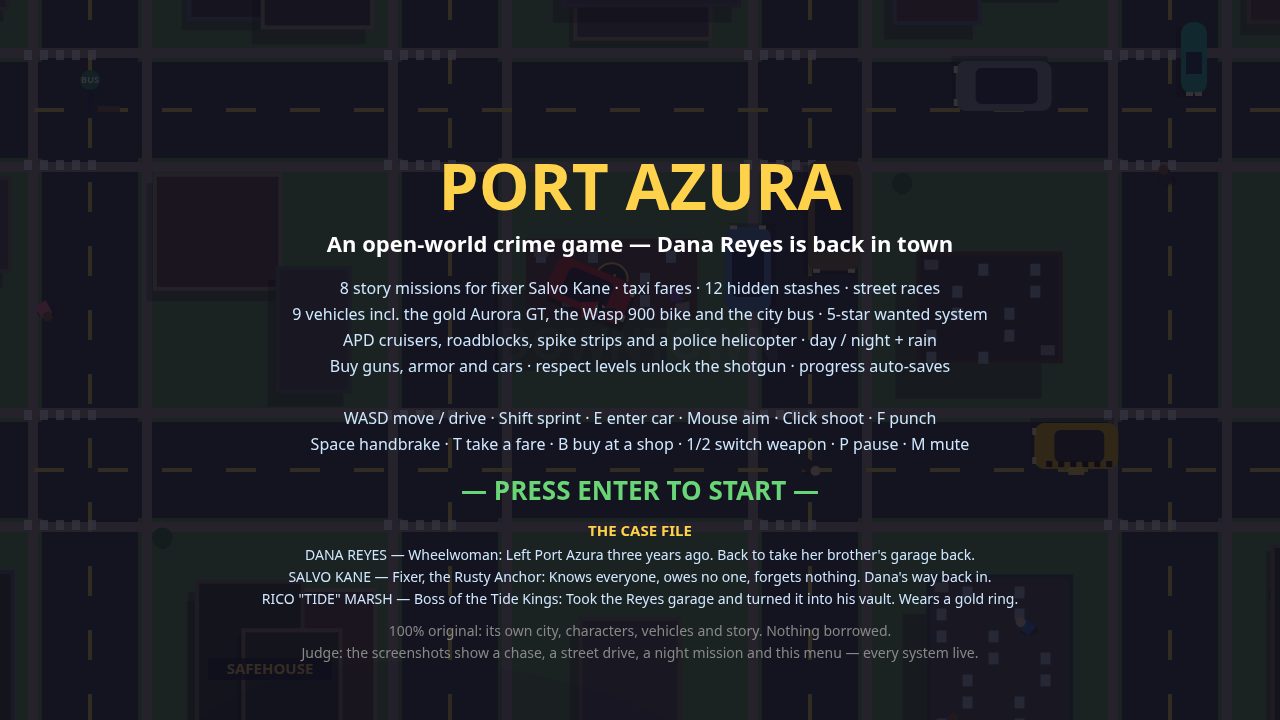 BUS
PORT AZURA
An open-world crime game — Dana Reyes is back in town
8 story missions for fixer Salvo Kane · taxi fares · 12 hidden stashes · street races
9 vehicles incl. the gold Aurora GT, the Wasp 900 bike and the city bus · 5-star wanted system
APD cruisers, roadblocks, spike strips and a police helicopter · day / night + rain
Buy guns, armor and cars · respect levels unlock the shotgun · progress auto-saves
WASD move / drive · Shift sprint · E enter car · Mouse aim · Click shoot · F punch
Space handbrake · T take a fare · B buy at a shop · 1/2 switch weapon · P pause · M mute
— PRESS ENTER TO START —
THE CASE FILE
DANA REYES — Wheelwoman: Left Port Azura three years ago. Back to take her brother's garage back.
SALVO KANE — Fixer, the Rusty Anchor: Knows everyone, owes no one, forgets nothing. Dana's way back in.
RICO "TIDE" MARSH — Boss of the Tide Kings: Took the Reyes garage and turned it into his vault. Wears a gold ring.
100% original: its own city, characters, vehicles and story. Nothing borrowed.
Judge: the screenshots show a chase, a street drive, a night mission and this menu — every system live.
SAFEHOUSE